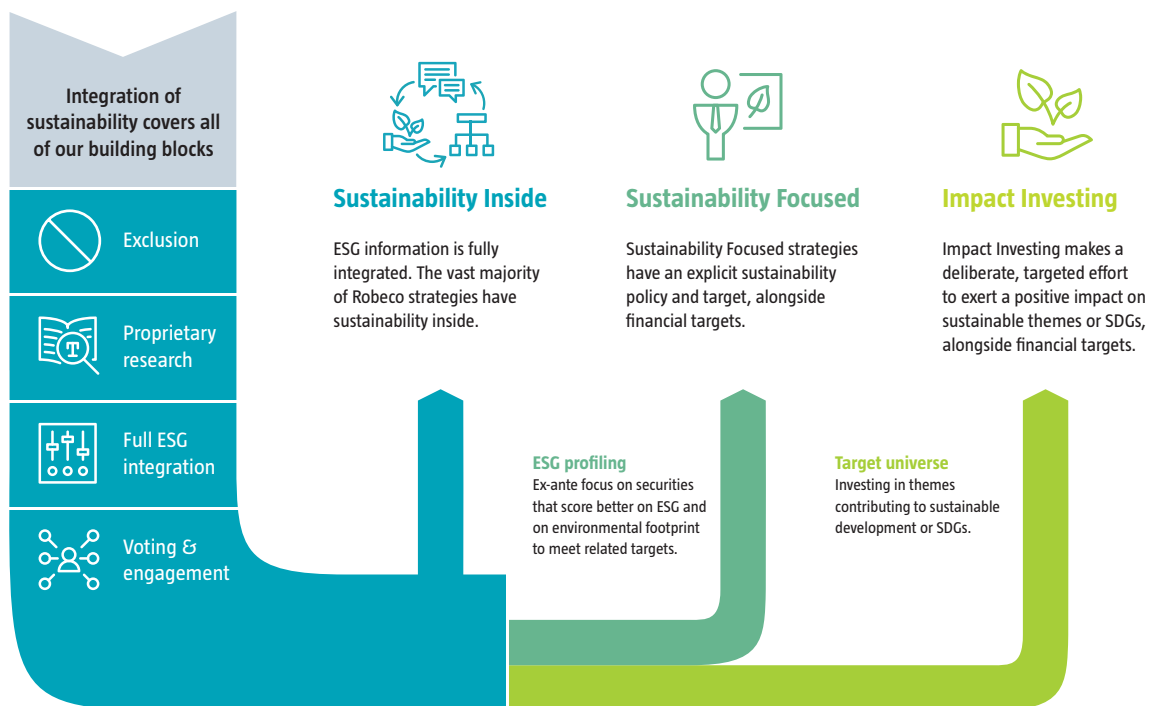 Integration of
sustainability covers all
of our building blocks
Exclusion
Proprietary
research
Full ESG
integration
Voting &
engagement
Sustainability Inside
ESG information is fully
integrated. The vast majority
of Robeco strategies have
sustainability inside.
Sustainability Focused
Sustainability Focused strategies
have an explicit sustainability
policy and target, alongside
financial targets.
Impact Investing
Impact Investing makes a
deliberate, targeted effort
to exert a positive impact on
sustainable themes or SDGs,
alongside financial targets.
ESG profiling
Ex-ante focus on securities
that score better on ESG and
on environmental footprint
to meet related targets.
Target universe
Investing in themes
contributing to sustainable
development or SDGs.
T